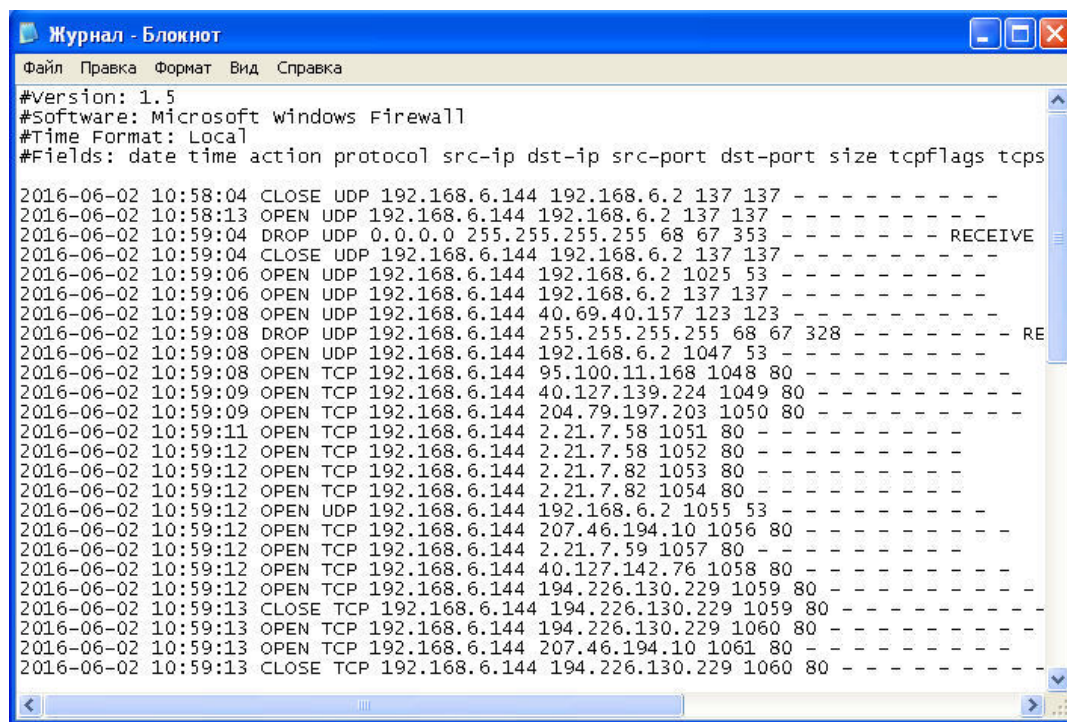 Журнал - Блокнот
Файл Правка Формат Вид Справка
#Version: 1.5
#Software: Microsoft Windows Firewall
#Time Format: Local
#Fields: date time action protocol src-ip dst-ip src-port dst-port size tcpflags tcps
2016-06-02 10:58:04 CLOSE UDP 192.168.6.144 192.168.6.2 137 137 - - - - - - - - -
2016-06-02 10:58:13 OPEN UDP 192.168.6.144 192.168.6.2 137 137 - - - - - - - - -
2016-06-02 10:59:04 DROP UDP 0.0.0.0 255.255.255.255 68 67 353 - - - - - - - RECEIVE
2016-06-02 10:59:04 CLOSE UDP 192.168.6.144 192.168.6.2 137 137 - - - - - - - - -
2016-06-02 10:59:06 OPEN UDP 192.168.6.144 192.168.6.2 1025 53 - - - - - - - - -
2016-06-02 10:59:06 OPEN UDP 192.168.6.144 192.168.6.2 137 137 - - - - - - - - -
2016-06-02 10:59:08 OPEN UDP 192.168.6.144 40.69.40.157 123 123 - - - - - - - - -
2016-06-02 10:59:08 DROP UDP 192.168.6.144 255.255.255.255 68 67 328 - - - - - - - RE
2016-06-02 10:59:08 OPEN UDP 192.168.6.144 192.168.6.2 1047 53 - - - - - - - - -
2016-06-02 10:59:08 OPEN TCP 192.168.6.144 95.100.11.168 1048 80 - - - - - - - - -
2016-06-02 10:59:09 OPEN TCP 192.168.6.144 40.127.139.224 1049 80 - - - - - - - - -
2016-06-02 10:59:09 OPEN TCP 192.168.6.144 204.79.197.203 1050 80 - - - - - - - - -
2016-06-02 10:59:11 OPEN TCP 192.168.6.144 2.21.7.58 1051 80 - - - - - - - - -
2016-06-02 10:59:12 OPEN TCP 192.168.6.144 2.21.7.58 1052 80 - - - - - - - - -
2016-06-02 10:59:12 OPEN TCP 192.168.6.144 2.21.7.82 1053 80 - - - - - - - - -
2016-06-02 10:59:12 OPEN TCP 192.168.6.144 2.21.7.82 1054 80 - - - - - - - - -
2016-06-02 10:59:12 OPEN UDP 192.168.6.144 192.168.6.2 1055 53 - - - - - - - - -
2016-06-02 10:59:12 OPEN TCP 192.168.6.144 207.46.194.10 1056 80 - - - - - - - - -
2016-06-02 10:59:12 OPEN TCP 192.168.6.144 2.21.7.59 1057 80 - - - - - - - - -
2016-06-02 10:59:12 OPEN TCP 192.168.6.144 40.127.142.76 1058 80 - - - - - - - - -
2016-06-02 10:59:12 OPEN TCP 192.168.6.144 194.226.130.229 1059 80 - - - - - - - - -
2016-06-02 10:59:13 CLOSE TCP 192.168.6.144 194.226.130.229 1059 80 - - - - - - - - -
2016-06-02 10:59:13 OPEN TCP 192.168.6.144 194.226.130.229 1060 80 - - - - - - - - -
2016-06-02 10:59:13 OPEN TCP 192.168.6.144 207.46.194.10 1061 80 - - - - - - - - -
2016-06-02 10:59:13 CLOSE TCP 192.168.6.144 194.226.130.229 1060 80 - - - - - - - - -